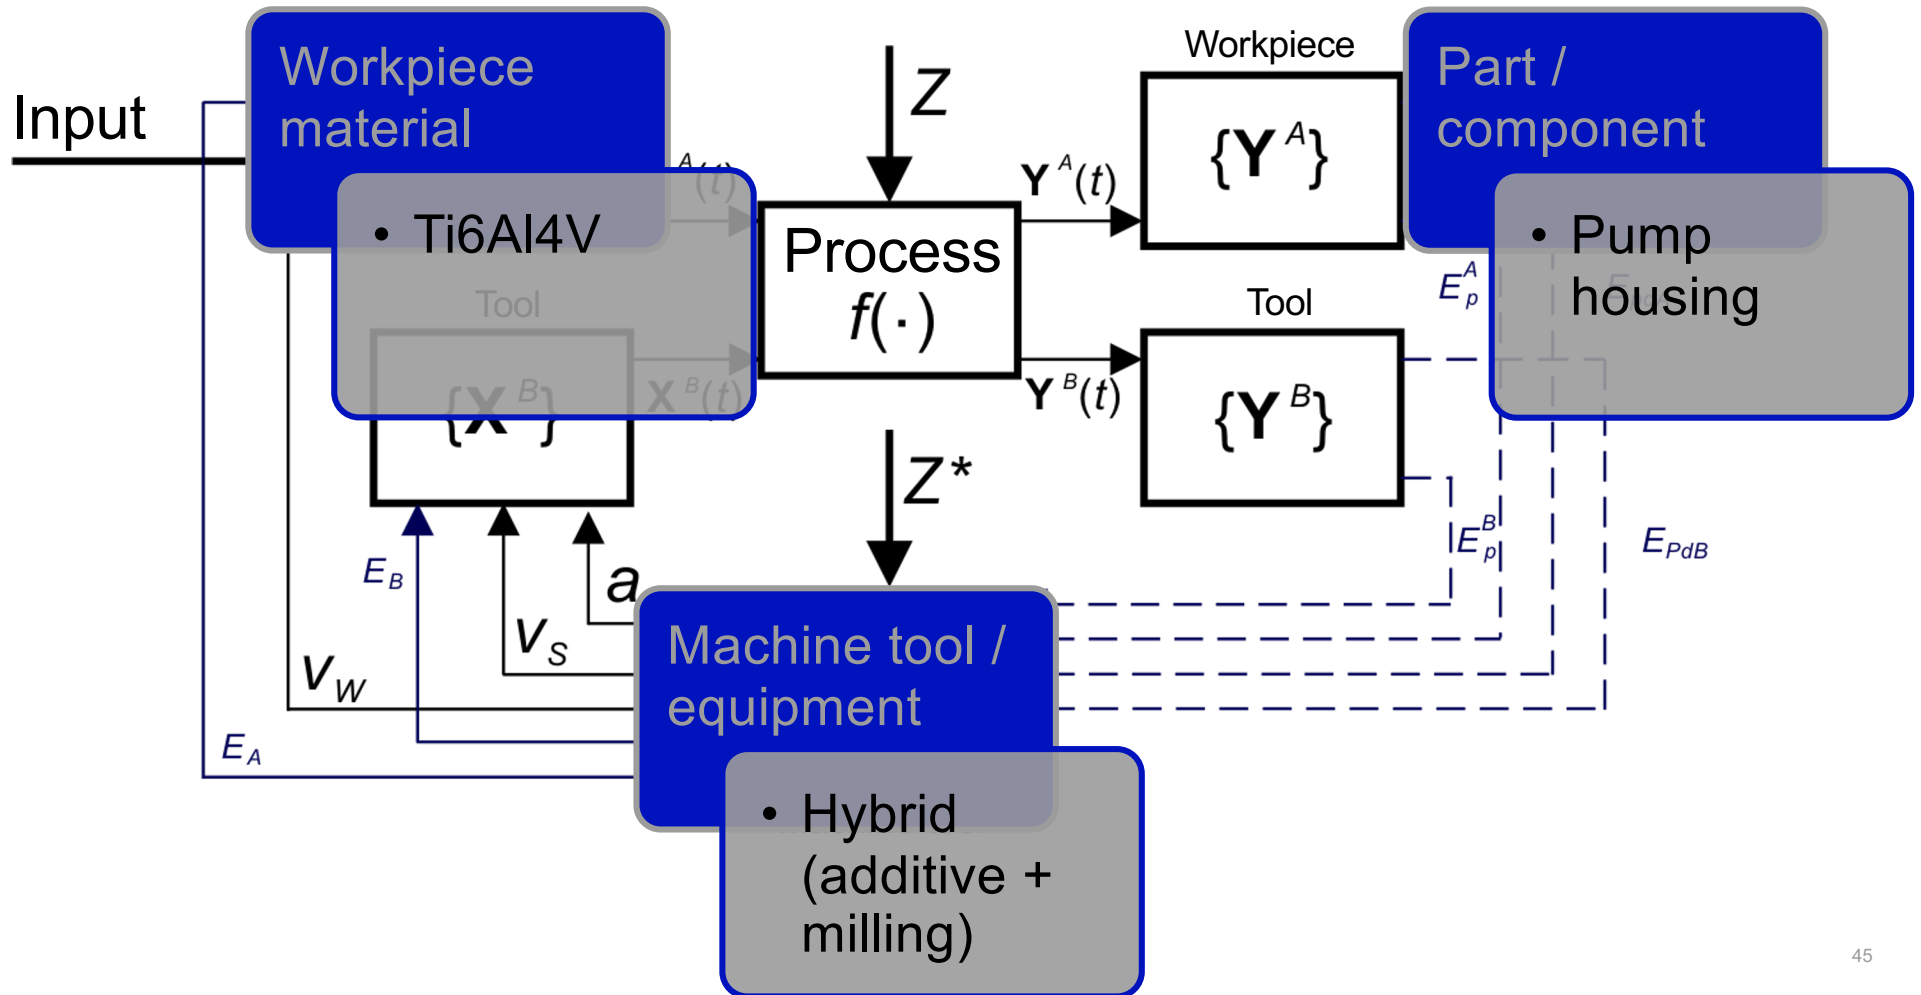 Input
Workpiece
material
• Ti6Al4V
Z
Workpiece
{Y^A}
Part /
component
• Pump
housing
A(t)
Y^A(t)
Process
f(·)
Tool
{X^B}
X^B(t)
Y^B(t)
Tool
{Y^B}
E_p^A
E_p^B
E_PdB
Z*
E_B
a
v_S
v_W
E_A
Machine tool /
equipment
• Hybrid
(additive +
milling)
45